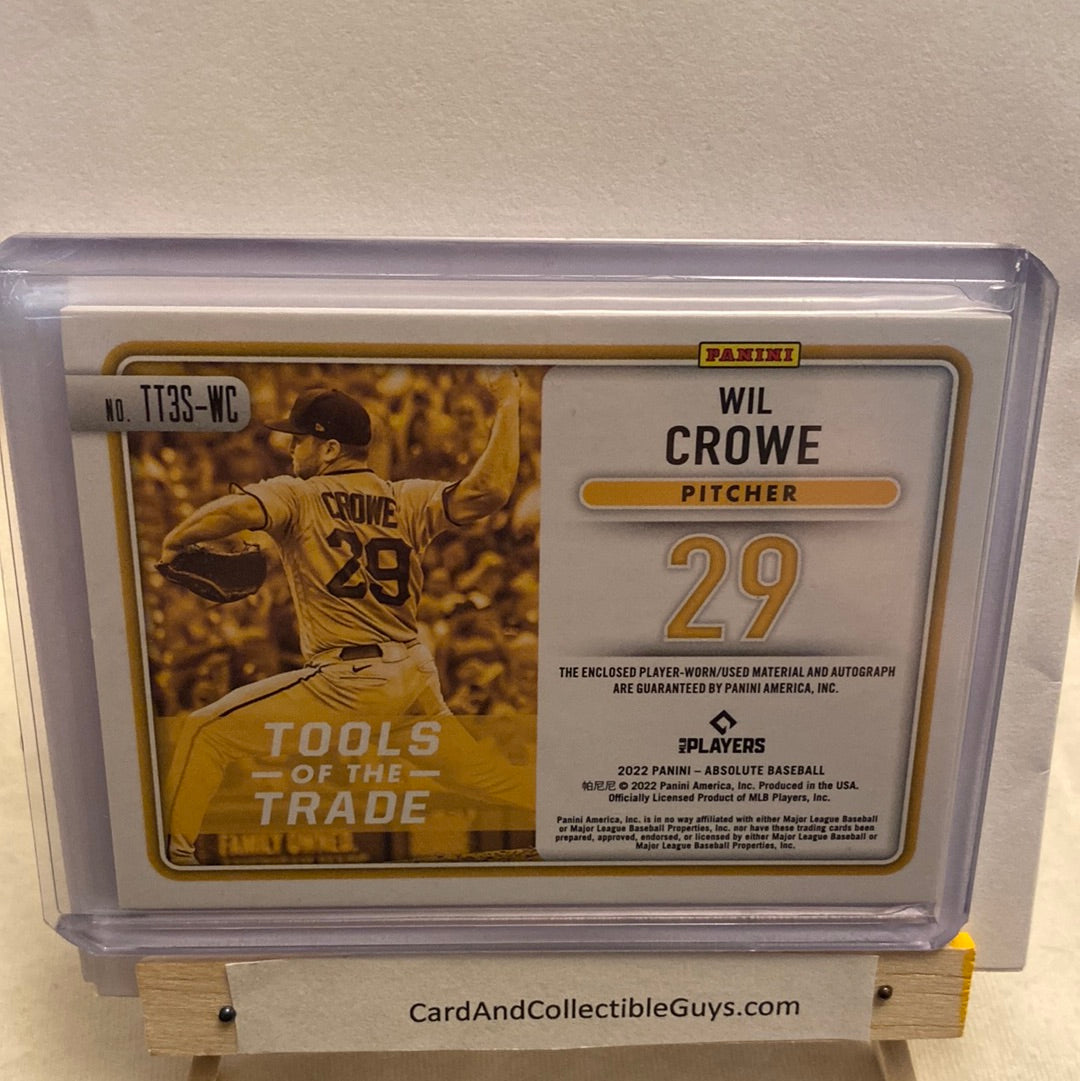 PANINI
NO. TT3S-WC
CROWE
29
TOOLS
OF THE
TRADE
WIL
CROWE
PITCHER
29
THE ENCLOSED PLAYER-WORN/USED MATERIAL AND AUTOGRAPH
ARE GUARANTEED BY PANINI AMERICA, INC.
MLB PLAYERS
2022 PANINI – ABSOLUTE BASEBALL
帕尼尼 © 2022 Panini America, Inc. Produced in the USA.
Officially Licensed Product of MLB Players, Inc.
Panini America, Inc. is in no way affiliated with either Major League Baseball
or Major League Baseball Properties, Inc. nor have these trading cards been
prepared, approved, endorsed, or licensed by either Major League Baseball or
Major League Baseball Properties, Inc.
CardAndCollectibleGuys.com